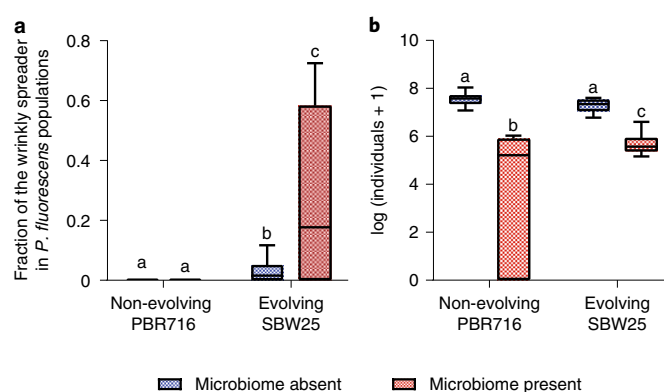 a
Fraction of the wrinkly spreader
in P. fluorescens populations
0.8
0.6
0.4
0.2
0
a
a
b
c
Non-evolving
PBR716
Evolving
SBW25
b
log (individuals + 1)
10
8
6
4
2
0
a
b
a
c
Non-evolving
PBR716
Evolving
SBW25
Microbiome absent
Microbiome present